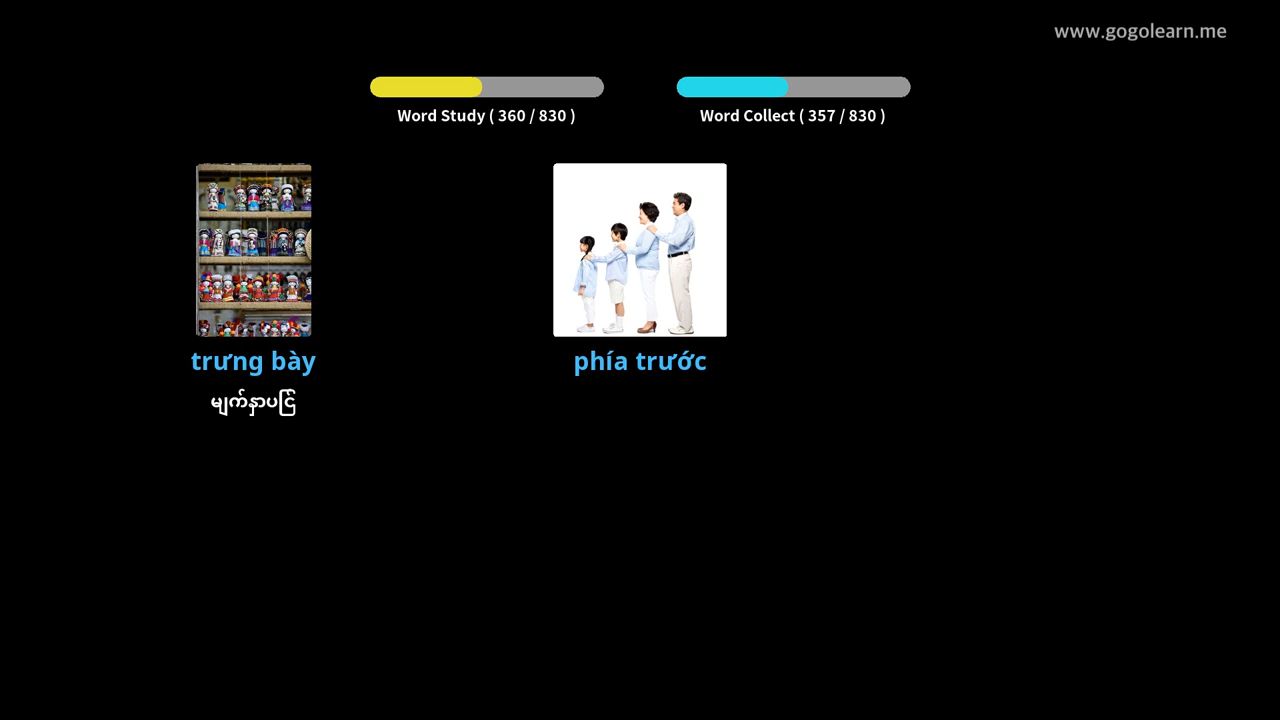 www.gogolearn.me
Word Study ( 360 / 830 )
Word Collect ( 357 / 830 )
trưng bày
phía trước
မျက်နှာပြင်